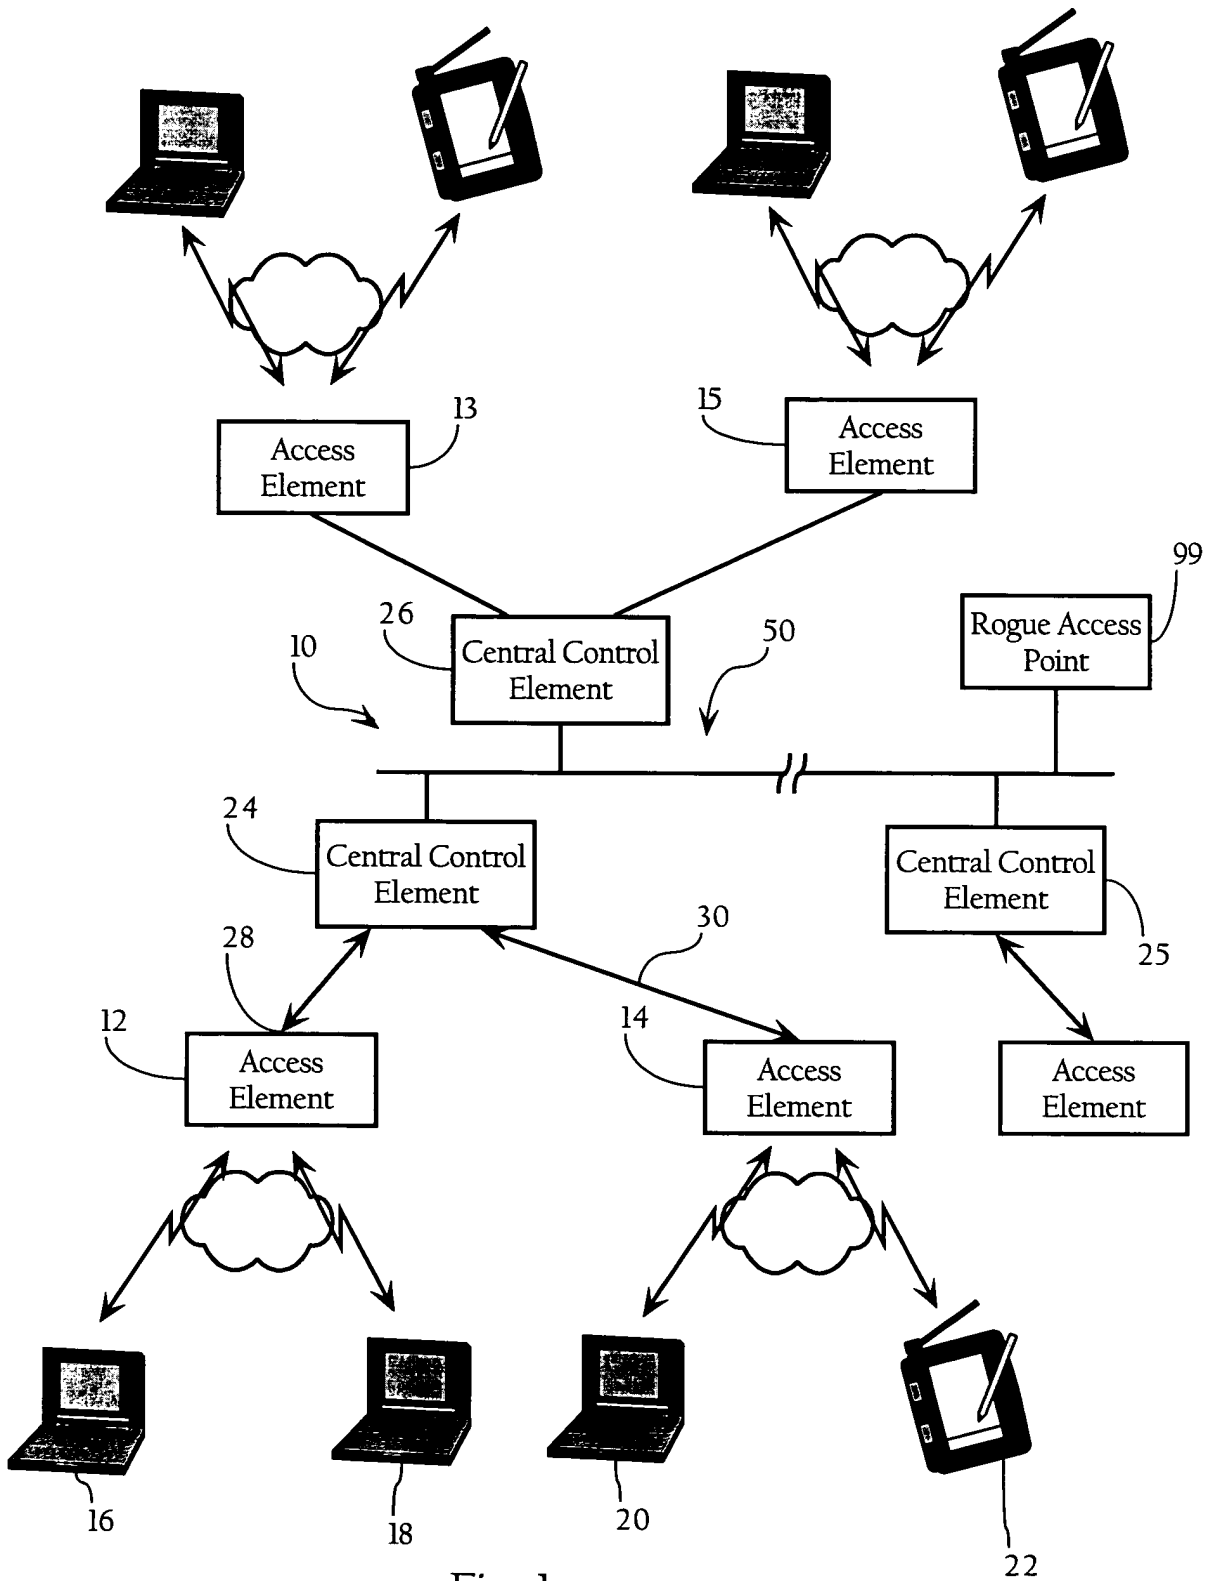 13
15
Access
Element
Access
Element
99
26
50
Rogue Access
Point
10
Central Control
Element
24
Central Control
Element
Central Control
Element
30
28
25
12
14
Access
Element
Access
Element
Access
Element
16
18
20
22